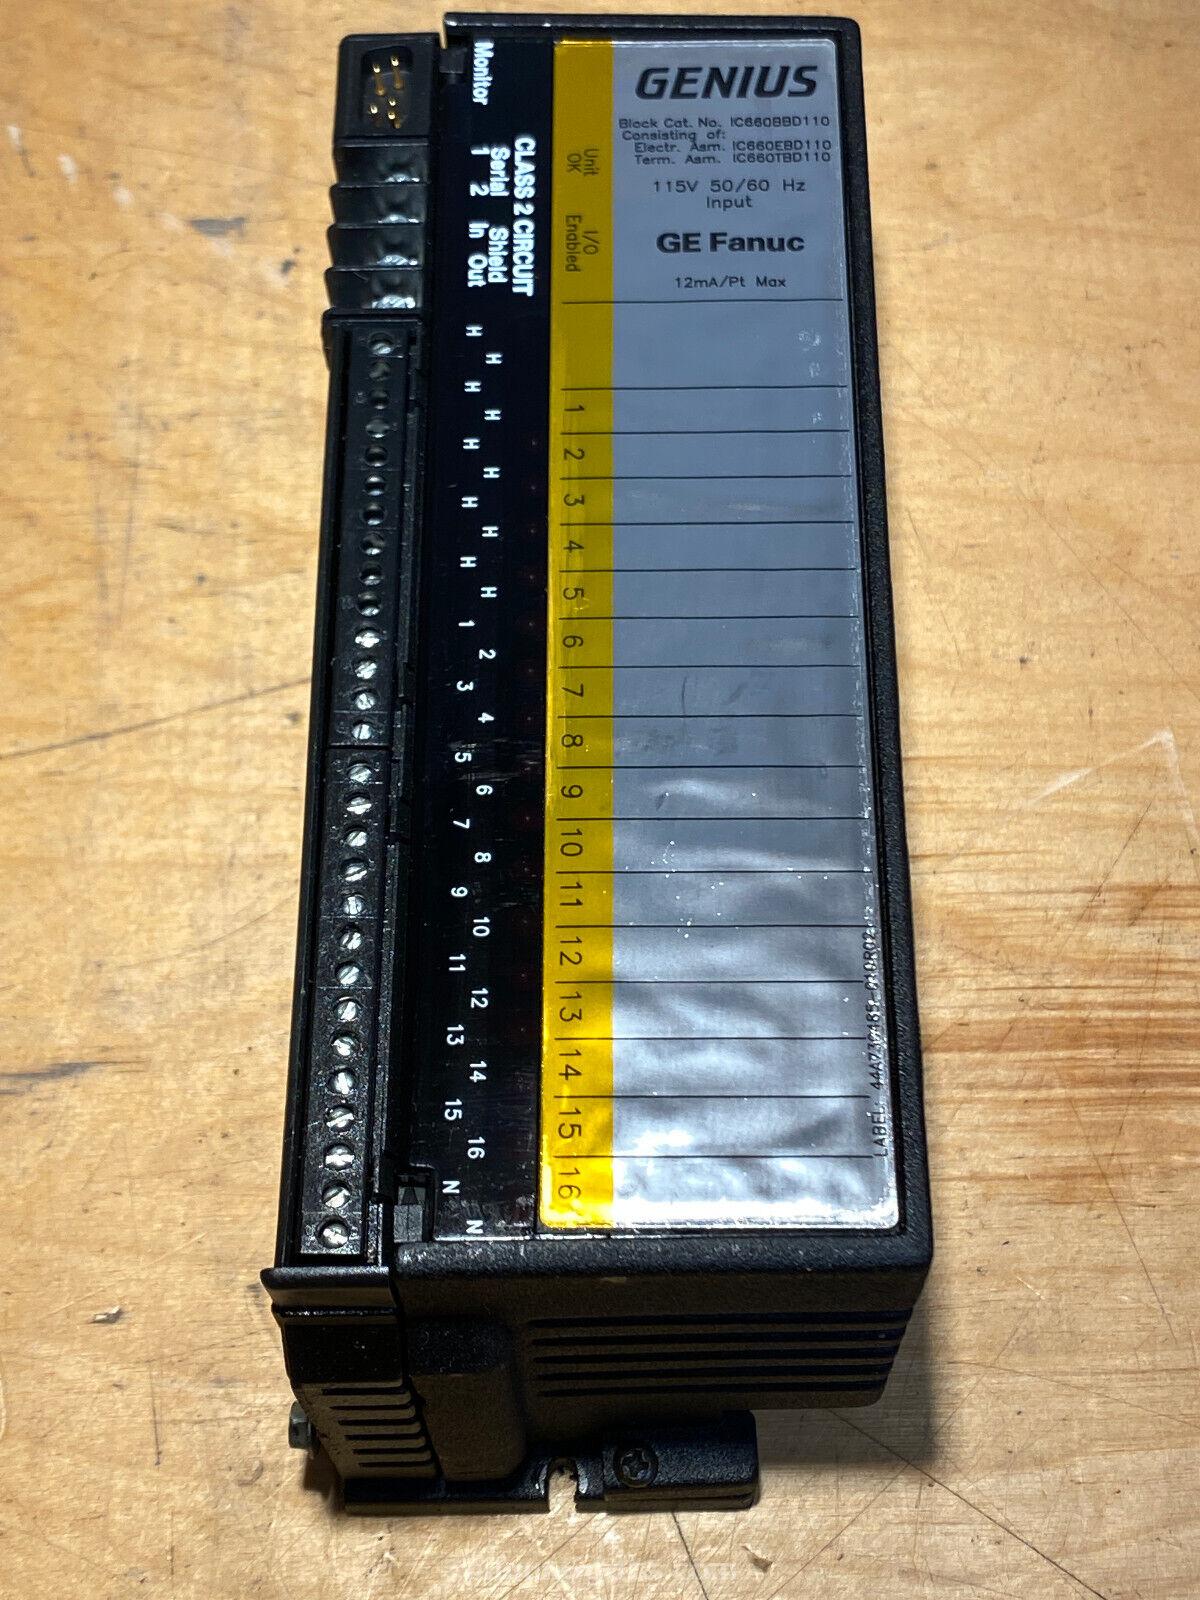 GENIUS
Block Cat. No. IC660BBD110
Consisting of:
Electr. Asm. IC660EBD110
Term. Asm. IC660TBD110
115V 50/60 Hz
Input
GE Fanuc
12mA/Pt Max
Unit OK
I/O Enabled
1
2
3
4
5
6
7
8
9
10
11
12
13
14
15
16
Monitor
CLASS 2 CIRCUIT
Serial Shield
1 2 In Out
H
H
H
H
H
H
H
H
H
H
1
2
3
4
5
6
7
8
9
10
11
12
13
14
15
16
N
N
LABEL: